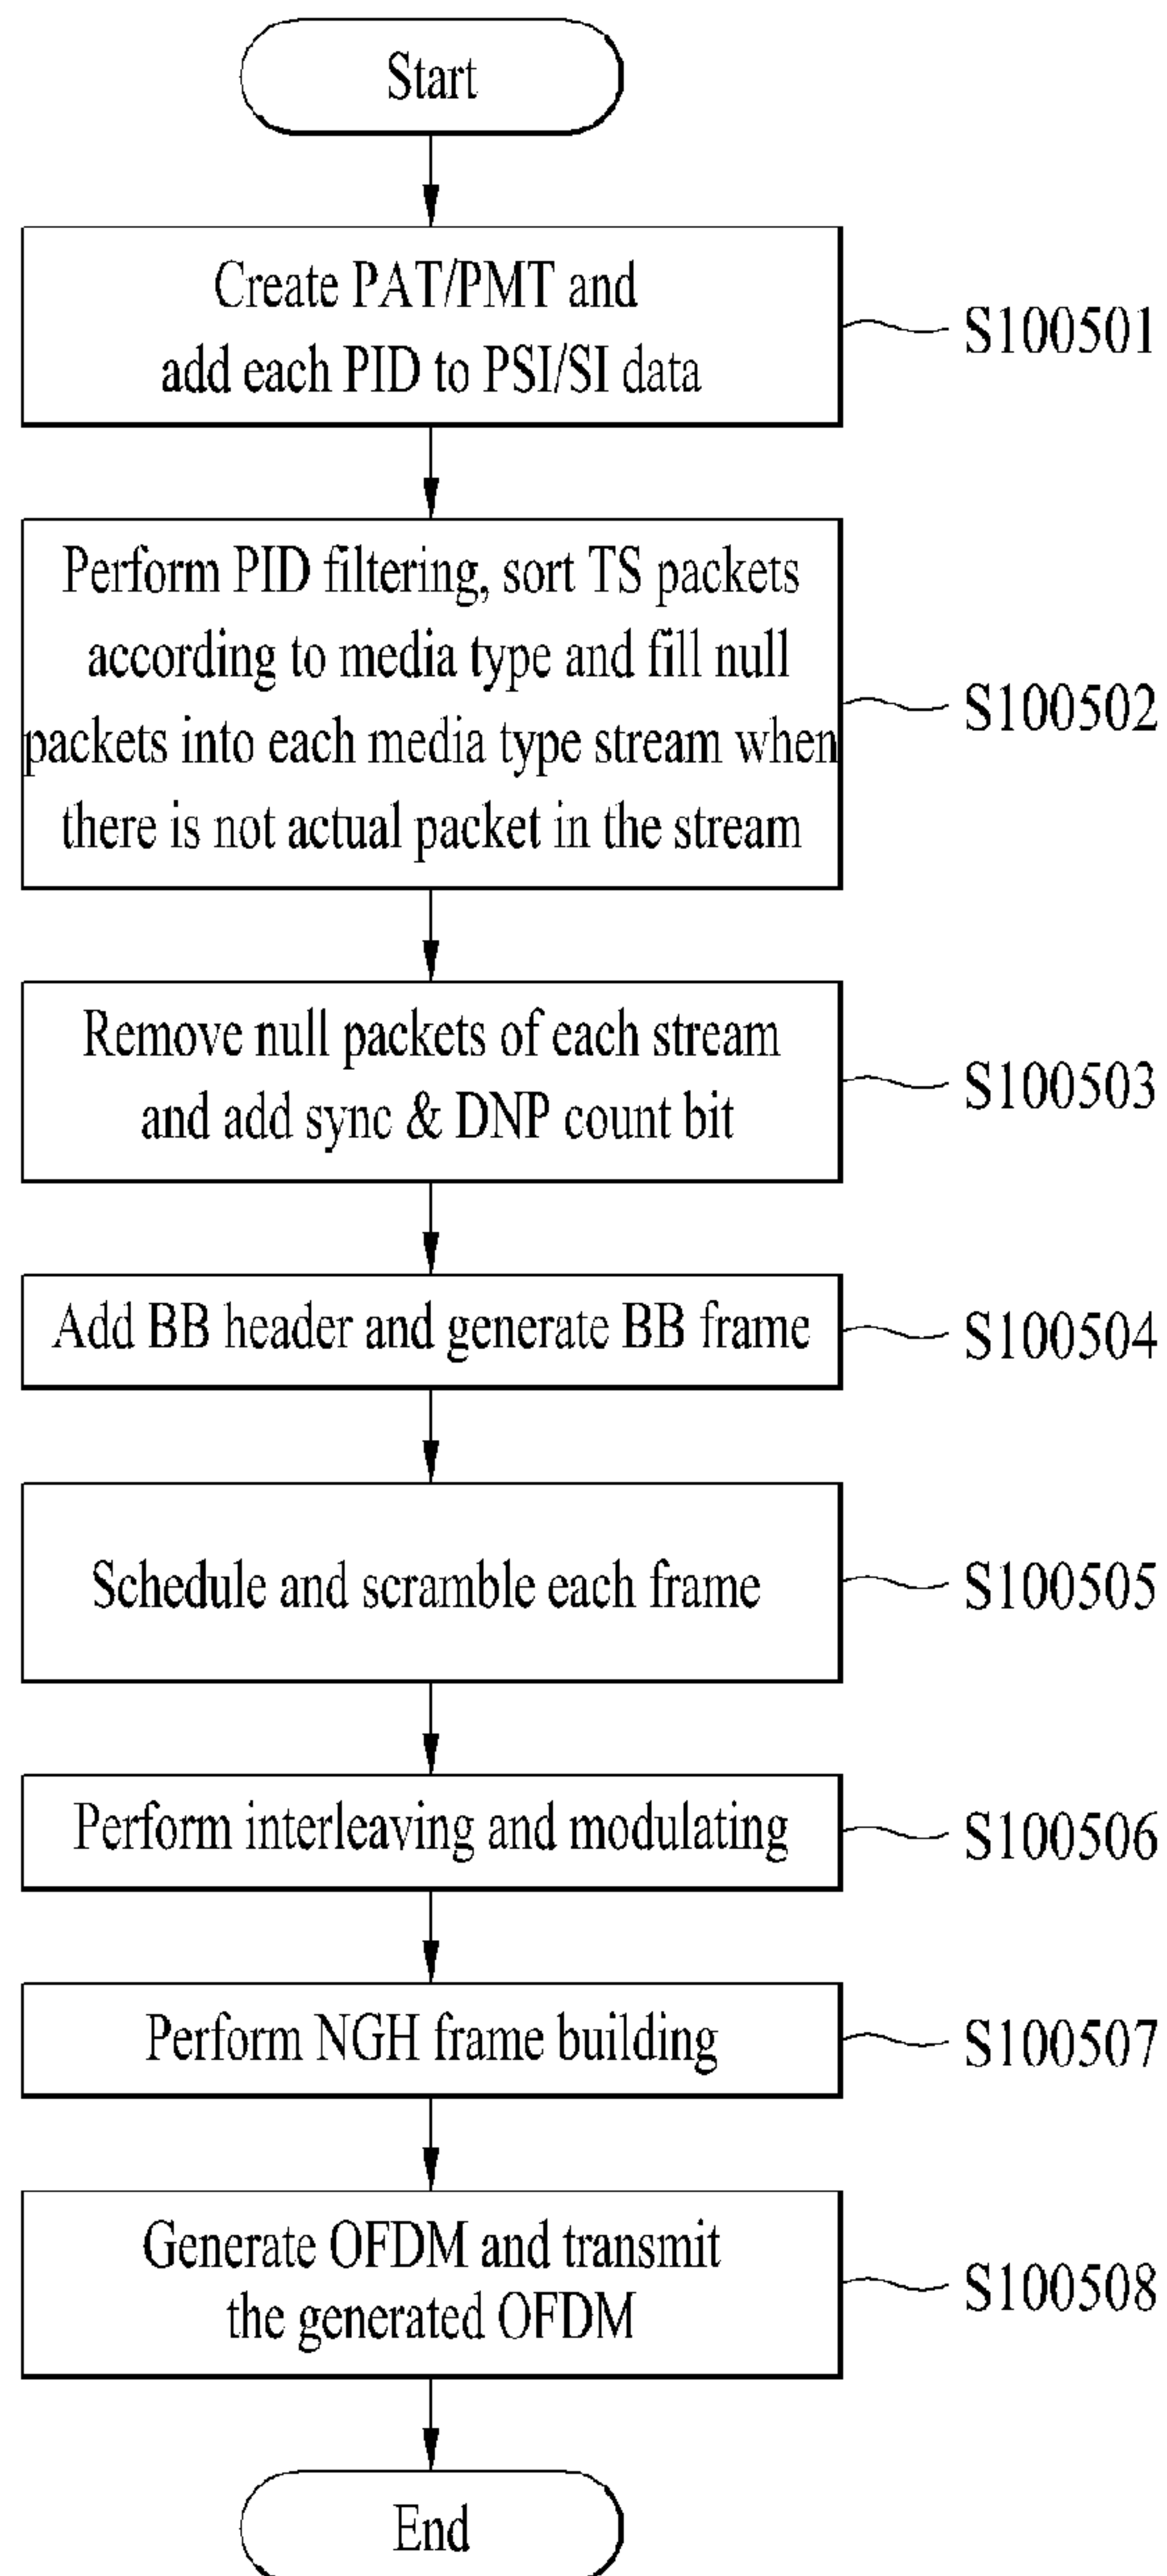 Start
Create PAT/PMT and
add each PID to PSI/SI data
S100501
Perform PID filtering, sort TS packets
according to media type and fill null
packets into each media type stream when
there is not actual packet in the stream
S100502
Remove null packets of each stream
and add sync & DNP count bit
S100503
Add BB header and generate BB frame
S100504
Schedule and scramble each frame
S100505
Perform interleaving and modulating
S100506
Perform NGH frame building
S100507
Generate OFDM and transmit
the generated OFDM
S100508
End